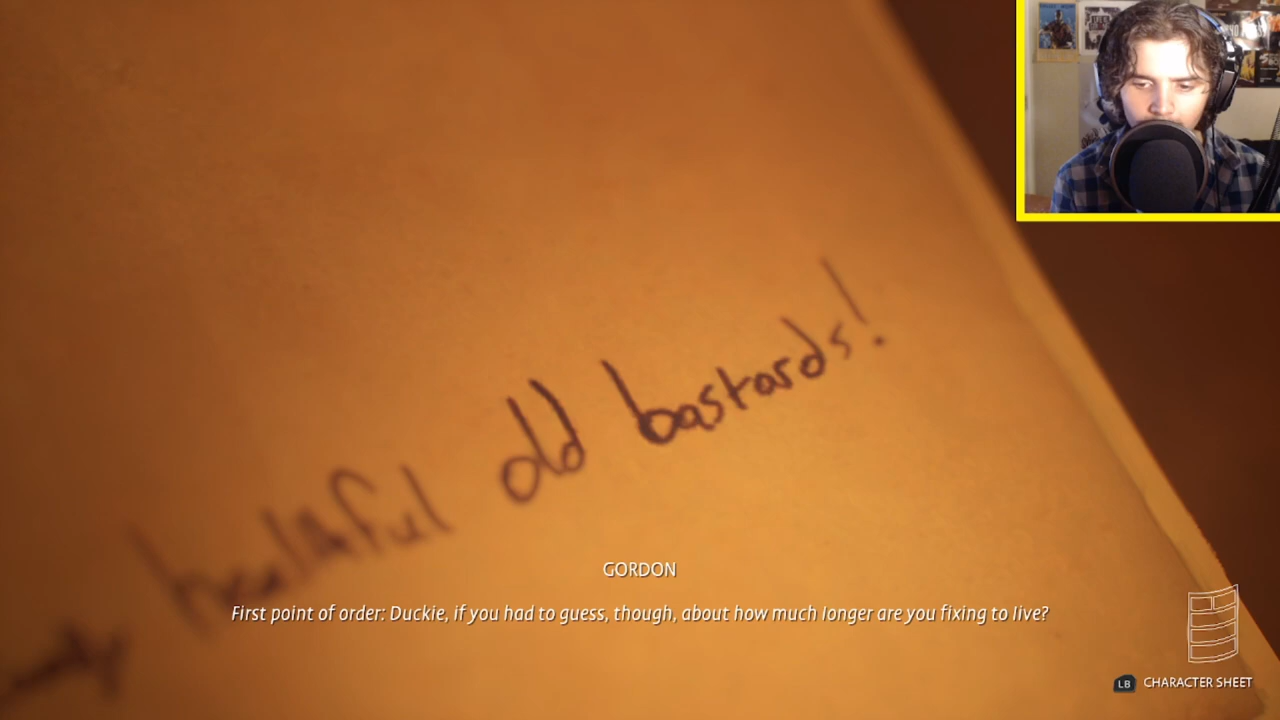 healthful old bastards!
GORDON
First point of order: Duckie, if you had to guess, though, about how much longer are you fixing to live?
LB CHARACTER SHEET